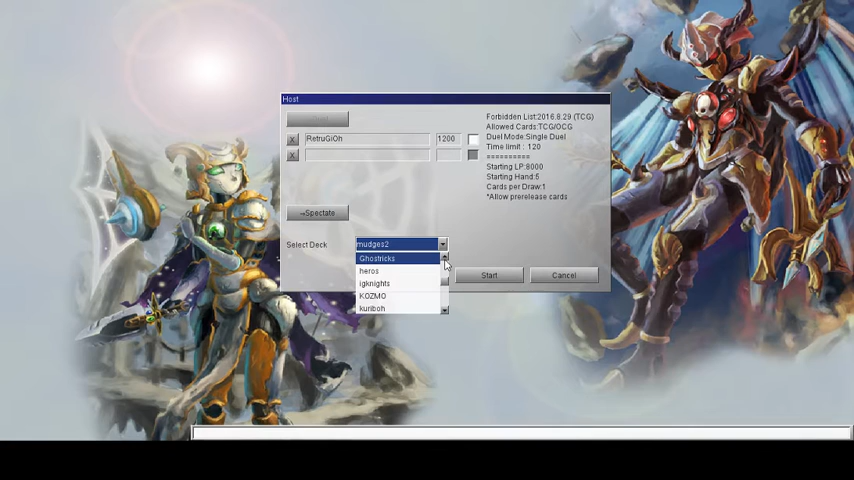 Host
X RetruGiOh 1200
X
Forbidden List:2016.8.29 (TCG)
Allowed Cards:TCG/OCG
Duel Mode:Single Duel
Time limit : 120
==========
Starting LP:8000
Starting Hand:5
Cards per Draw:1
*Allow prerelease cards
→Spectate
Select Deck mudges2
Ghostricks
heros
igknights
KOZMO
kuriboh
Start Cancel